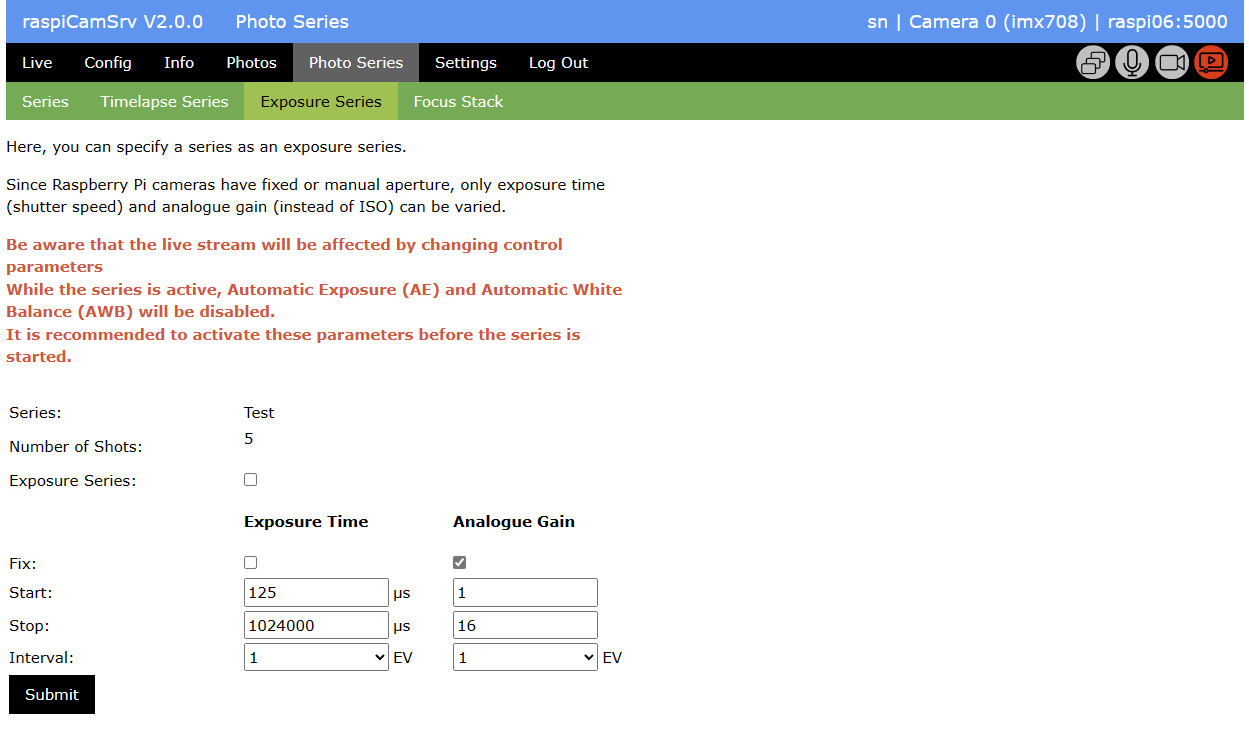 raspiCamSrv V2.0.0 Photo Series sn | Camera 0 (imx708) | raspi06:5000
Live Config Info Photos Photo Series Settings Log Out
Series Timelapse Series Exposure Series Focus Stack
Here, you can specify a series as an exposure series.
Since Raspberry Pi cameras have fixed or manual aperture, only exposure time
(shutter speed) and analogue gain (instead of ISO) can be varied.
Be aware that the live stream will be affected by changing control
parameters
While the series is active, Automatic Exposure (AE) and Automatic White
Balance (AWB) will be disabled.
It is recommended to activate these parameters before the series is
started.
Series: Test
Number of Shots: 5
Exposure Series:
Exposure Time Analogue Gain
Fix:
Start: 125 µs 1
Stop: 1024000 µs 16
Interval: 1 EV 1 EV
Submit